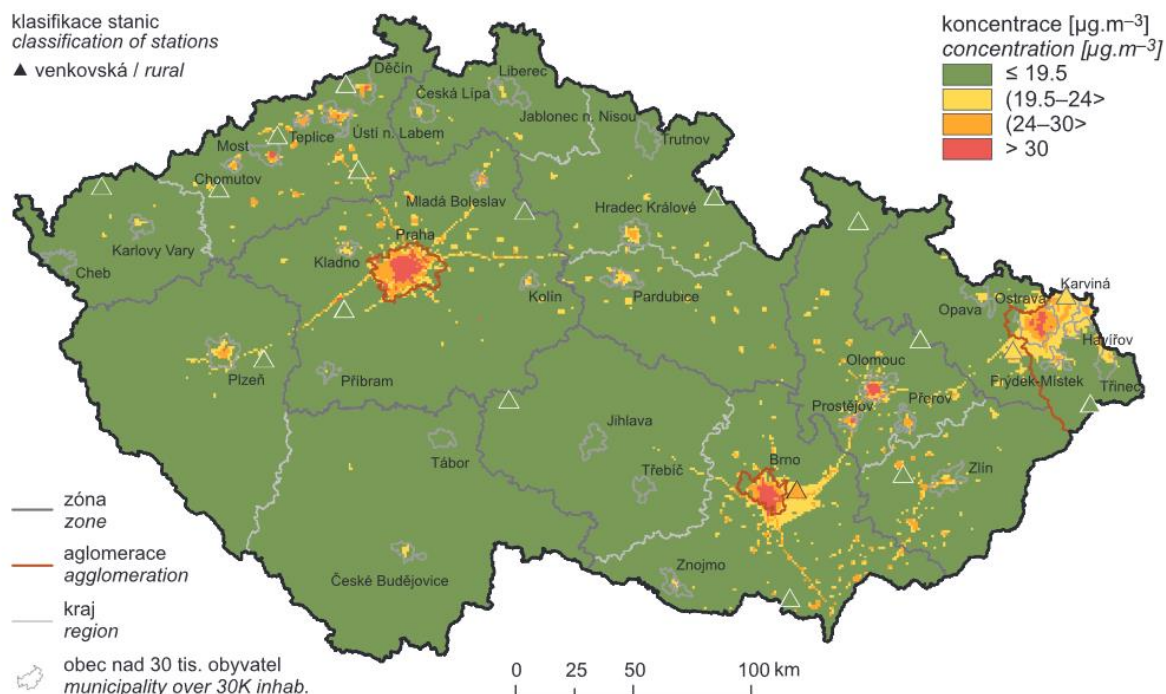 klasifikace stanic
classification of stations
▲ venkovská / rural
koncentrace [µg.m⁻³]
concentration [µg.m⁻³]
≤ 19.5
(19.5–24>
(24–30>
> 30
Děčín
Liberec
Česká Lípa
Jablonec n. Nisou
Teplice
Ústí n. Labem
Trutnov
Most
Chomutov
Mladá Boleslav
Hradec Králové
Karlovy Vary
Praha
Cheb
Kladno
Kolín
Pardubice
Karviná
Ostrava
Opava
Havířov
Plzeň
Příbram
Olomouc
Frýdek-Místek
Třinec
Prostějov
Přerov
Jihlava
Tábor
Brno
Třebíč
Zlín
České Budějovice
Znojmo
zóna
zone
aglomerace
agglomeration
kraj
region
obec nad 30 tis. obyvatel
municipality over 30K inhab.
0 25 50 100 km